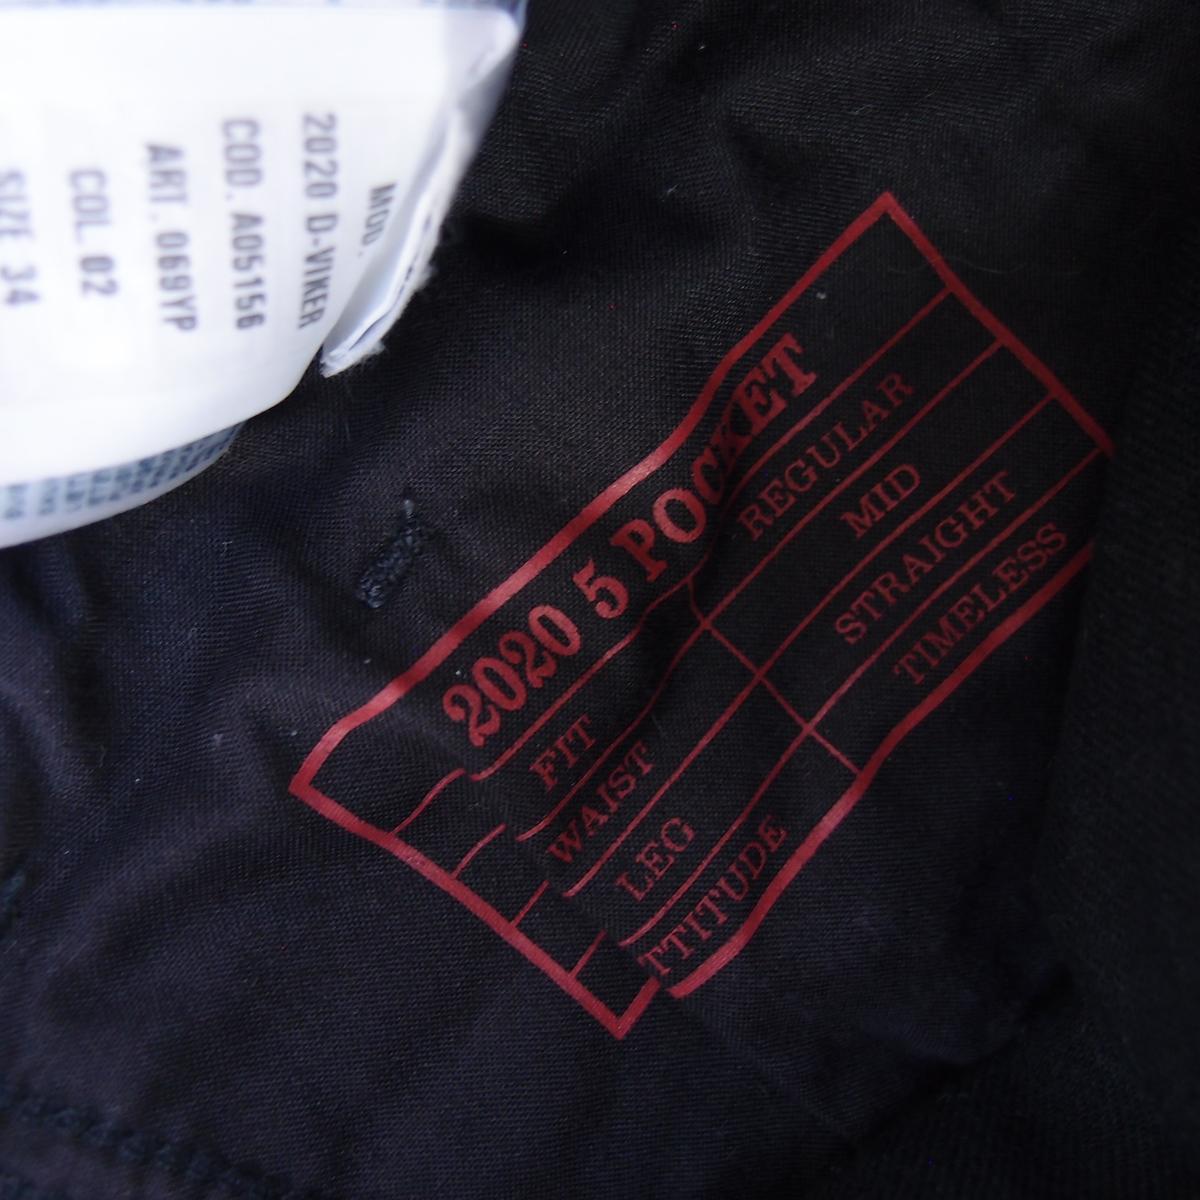 MOD.
2020 D-VIKER
COD. A05156
ART. 069YP
COL. 02
SIZE 34
2020 5 POCKET
FIT REGULAR
WAIST MID
LEG STRAIGHT
TTITUDE TIMELESS